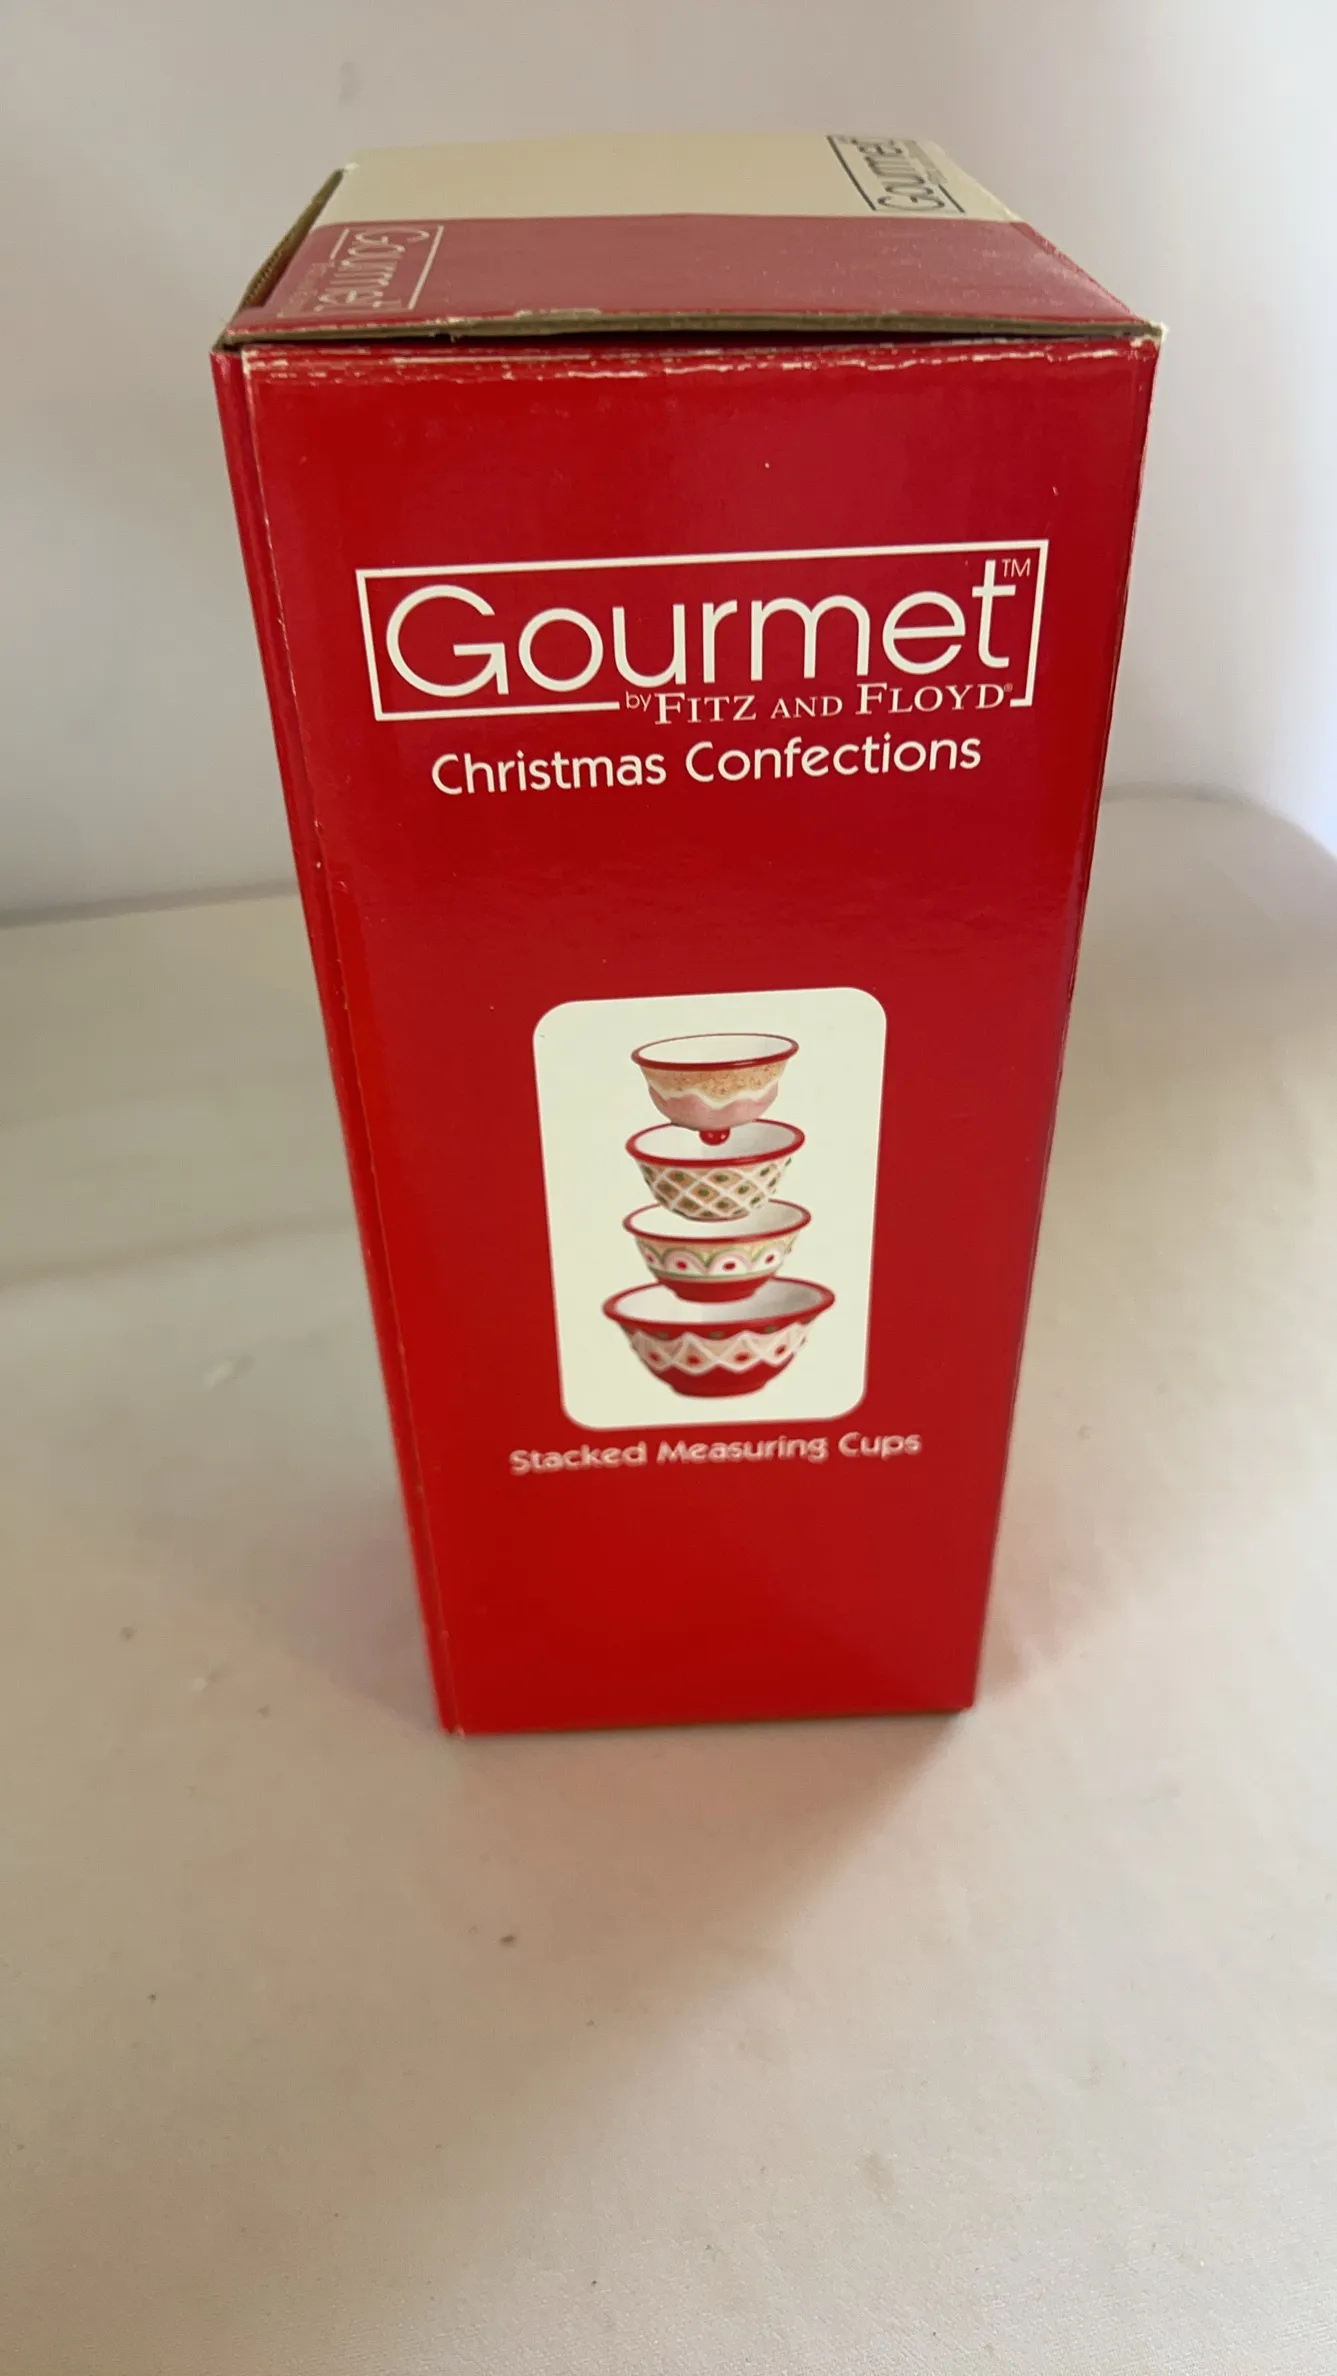 Gourmet
Gourmet
Gourmet™
by FITZ AND FLOYD®
Christmas Confections
Stacked Measuring Cups